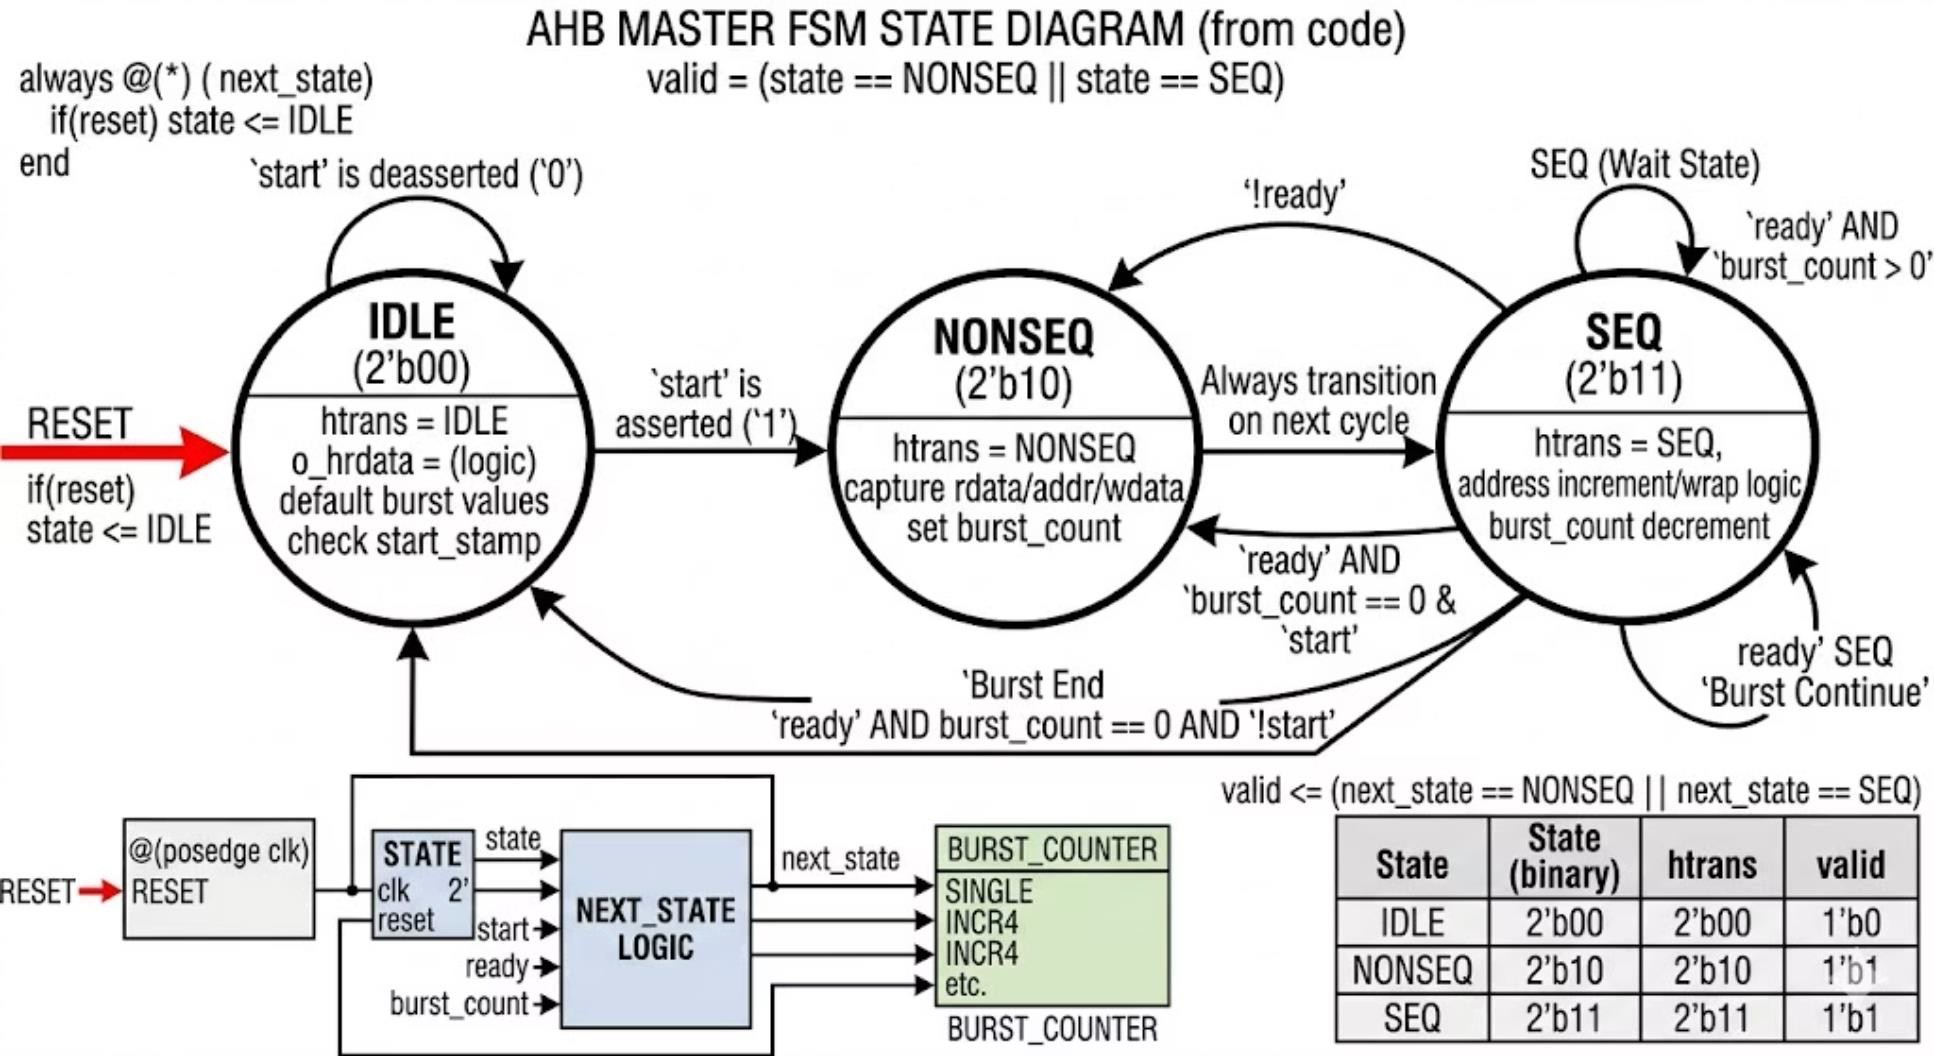 AHB MASTER FSM STATE DIAGRAM (from code)
valid = (state == NONSEQ || state == SEQ)
always @(*) ( next_state)
if(reset) state <= IDLE
end
`start' is deasserted (‘0’)
‘!ready’
SEQ (Wait State)
`ready’ AND
‘burst_count > 0’
IDLE
(2’b00)
htrans = IDLE
o_hrdata = (logic)
default burst values
check start_stamp
RESET
if(reset)
state <= IDLE
`start’ is
asserted (‘1’)
NONSEQ
(2’b10)
htrans = NONSEQ
capture rdata/addr/wdata
set burst_count
Always transition
on next cycle
SEQ
(2’b11)
htrans = SEQ,
address increment/wrap logic
burst_count decrement
`ready’ AND
‘burst_count == 0 &
`start’
ready’ SEQ
‘Burst Continue’
‘Burst End
‘ready’ AND burst_count == 0 AND ‘!start’
RESET
@(posedge clk)
RESET
STATE
clk 2’
reset
state
start
ready
burst_count
NEXT_STATE
LOGIC
next_state
BURST_COUNTER
SINGLE
INCR4
INCR4
etc.
BURST_COUNTER
valid <= (next_state == NONSEQ || next_state == SEQ)
State State (binary) htrans valid
IDLE 2’b00 2’b00 1’b0
NONSEQ 2’b10 2’b10 1’b1
SEQ 2’b11 2’b11 1’b1